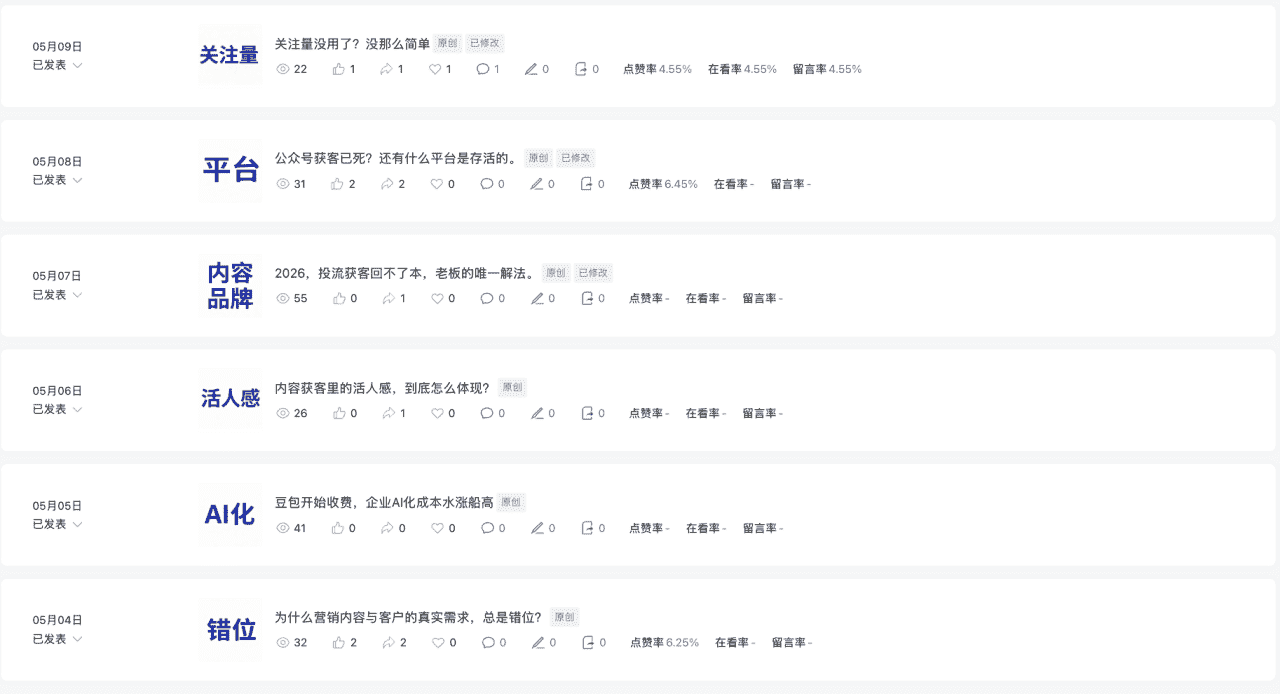 05月09日
已发表
关注量
关注量没用了？没那么简单 原创 已修改
22 1 1 1 1 0 0 点赞率 4.55% 在看率 4.55% 留言率 4.55%
05月08日
已发表
平台
公众号获客已死？还有什么平台是存活的。 原创 已修改
31 2 2 0 0 0 0 点赞率 6.45% 在看率 - 留言率 -
05月07日
已发表
内容
品牌
2026，投流获客回不了本，老板的唯一解法。 原创 已修改
55 0 1 0 0 0 0 点赞率 - 在看率 - 留言率 -
05月06日
已发表
活人感
内容获客里的活人感，到底怎么体现？ 原创
26 0 1 0 0 0 0 点赞率 - 在看率 - 留言率 -
05月05日
已发表
AI化
豆包开始收费，企业AI化成本水涨船高 原创
41 0 0 0 0 0 0 点赞率 - 在看率 - 留言率 -
05月04日
已发表
错位
为什么营销内容与客户的真实需求，总是错位？ 原创
32 2 2 0 0 0 0 点赞率 6.25% 在看率 - 留言率 -